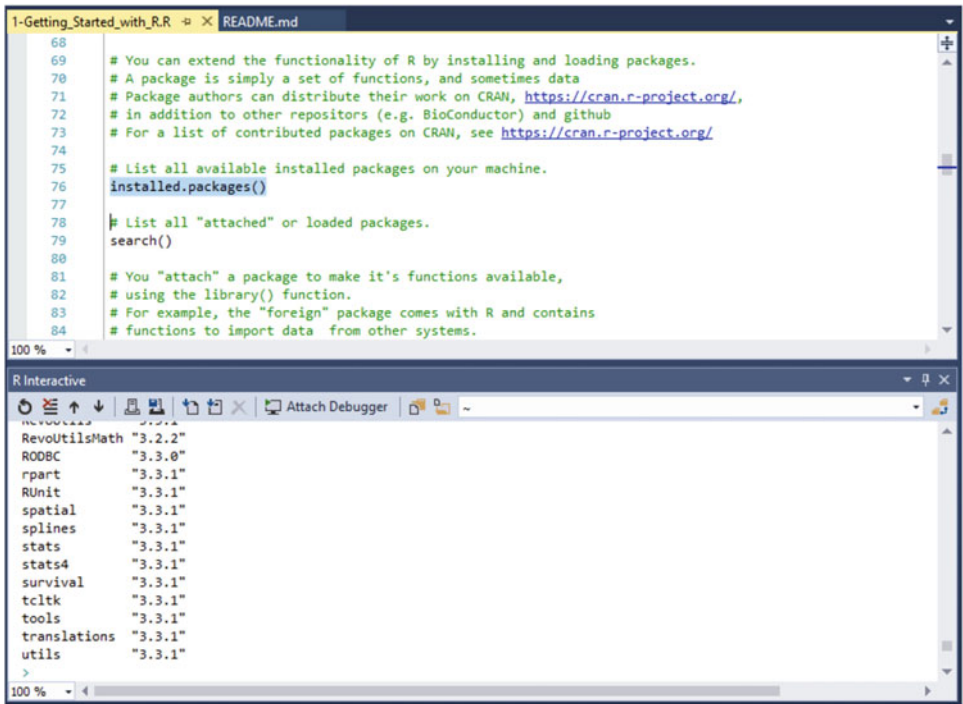 1-Getting_Started_with_R.R README.md
68
69 # You can extend the functionality of R by installing and loading packages.
70 # A package is simply a set of functions, and sometimes data
71 # Package authors can distribute their work on CRAN, https://cran.r-project.org/,
72 # in addition to other repositories (e.g. BioConductor) and github
73 # For a list of contributed packages on CRAN, see https://cran.r-project.org/
74
75 # List all available installed packages on your machine.
76 installed.packages()
77
78 # List all "attached" or loaded packages.
79 search()
80
81 # You "attach" a package to make it's functions available,
82 # using the library() function.
83 # For example, the "foreign" package comes with R and contains
84 # functions to import data  from other systems.
100 %
R Interactive
Attach Debugger ~
RevoUtilsMath "3.2.2"
RODBC "3.3.0"
rpart "3.3.1"
RUnit "3.3.1"
spatial "3.3.1"
splines "3.3.1"
stats "3.3.1"
stats4 "3.3.1"
survival "3.3.1"
tcltk "3.3.1"
tools "3.3.1"
translations "3.3.1"
utils "3.3.1"
>
100 %